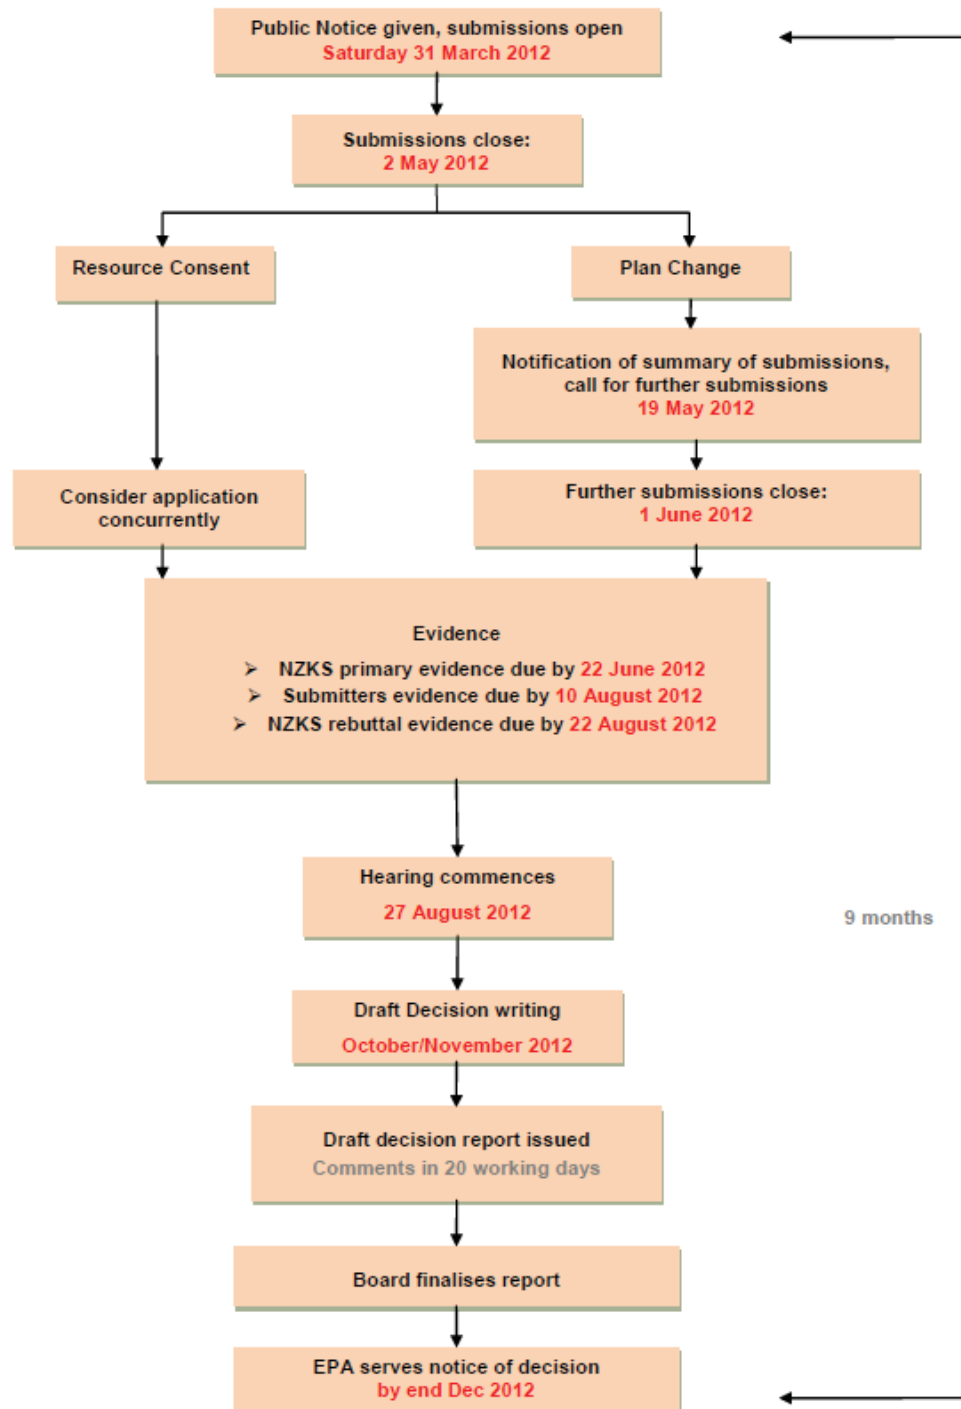 Public Notice given, submissions open
Saturday 31 March 2012
Submissions close:
2 May 2012
Resource Consent
Plan Change
Notification of summary of submissions,
call for further submissions
19 May 2012
Consider application
concurrently
Further submissions close:
1 June 2012
Evidence
➢ NZKS primary evidence due by 22 June 2012
➢ Submitters evidence due by 10 August 2012
➢ NZKS rebuttal evidence due by 22 August 2012
Hearing commences
27 August 2012
9 months
Draft Decision writing
October/November 2012
Draft decision report issued
Comments in 20 working days
Board finalises report
EPA serves notice of decision
by end Dec 2012